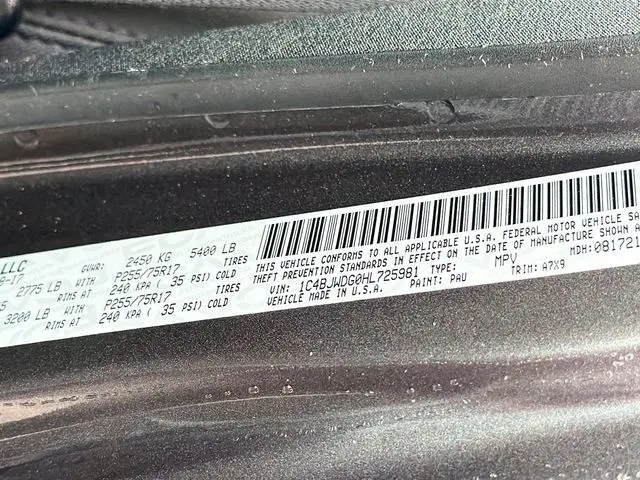 LLC GVWR: 2450 KG 5400 LB
8-17 P255/75R17 TIRES
2775 LB WITH 240 KPA ( 35 PSI) COLD
RIMS AT P255/75R17 TIRES
3200 LB WITH 240 KPA ( 35 PSI) COLD
RIMS AT
THIS VEHICLE CONFORMS TO ALL APPLICABLE U.S.A. FEDERAL MOTOR VEHICLE SA
STANDARDS IN EFFECT ON THE DATE OF MANUFACTURE SHOWN AB
VIN: 1C4BJWDG0HL725981 TYPE: MPV MDH: 081721
VEHICLE MADE IN U.S.A. PAINT: PAU TRIM: A7X9